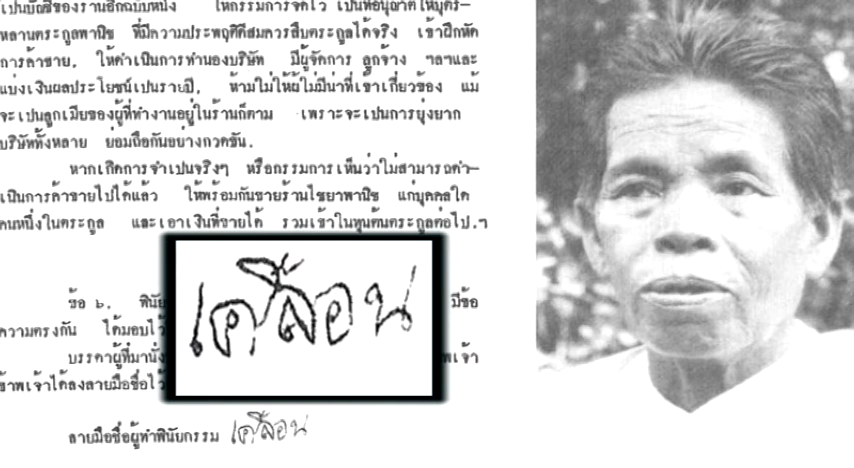 เป็นบัญชีของร้านอีกฉบับหนึ่ง ให้กรรมการจดไว้ เป็นที่อนุญาตให้บุตร—
หลานตระกูลพานิช ที่มีความประพฤติดีสมควรสืบตระกูลได้จริง เข้าฝึกหัด
การค้าขาย, ให้ดำเนินการทำนองบริษัท มีผู้จัดการ ลูกจ้าง ฯลฯและ
แบ่งเงินผลประโยชน์เปนรายปี, ห้ามไม่ให้ผู้ไม่มีน่าที่เข้าเกี่ยวข้อง แม้
จะเปนลูกเมียของผู้ที่ทำงานอยู่ในร้านก็ตาม เพราะจะเปนการยุ่งยาก
บริษัททั้งหลาย ย่อมถือกันอย่างกวดขัน.
หากเกิดการจำเปนจริงๆ หรือกรรมการเห็นว่าไม่สามารถดำ—
เนินการค้าขายไปได้แล้ว ให้พร้อมกันขายร้านไชยาพานิช แก่บุคคลใด
คนหนึ่งในตระกูล และเอาเงินที่ขายได้ รวมเข้าในทุนต้นตระกูลต่อไป.ฯ
ข้อ ๖. พินัย มีข้อ
ความตรงกัน ได้มอบไว้
บรรดาผู้ที่มานั่ง พเจ้า
ข้าพเจ้าได้ลงลายมือชื่อไว้
เคลื่อน
ลายมือชื่อผู้ทำพินัยกรรม เคลื่อน